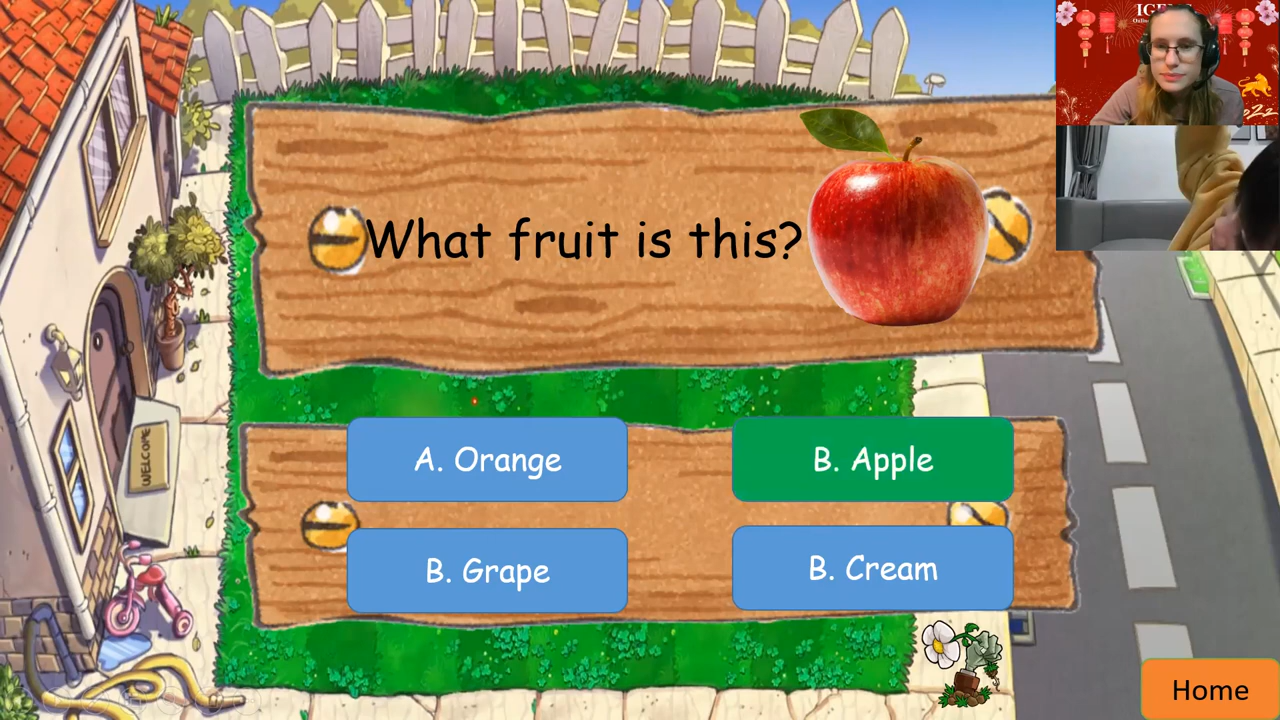 What fruit is this?
A. Orange
B. Apple
B. Grape
B. Cream
WELCOME
Home